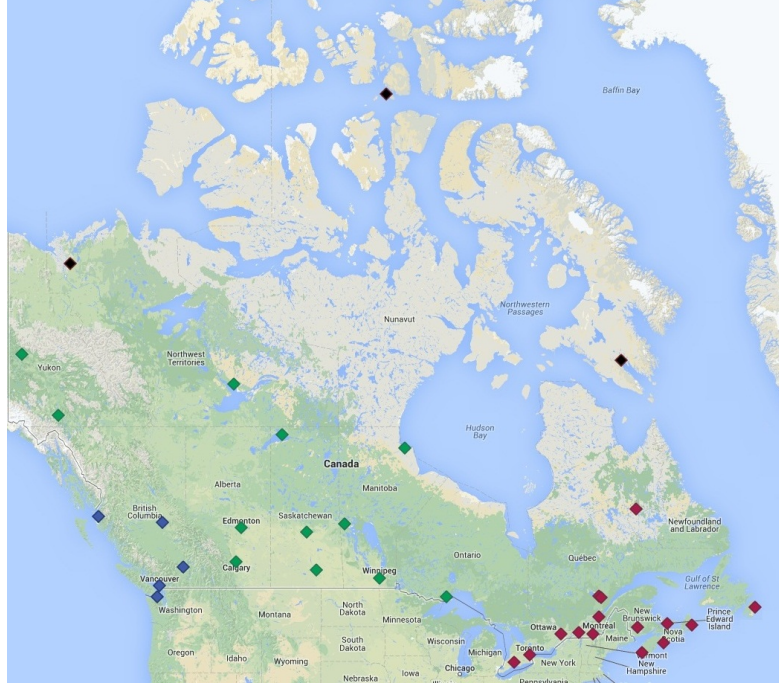 Baffin Bay
Northwestern
Passages
Nunavut
Yukon
Northwest
Territories
Hudson
Bay
Canada
Alberta
Manitoba
British
Columbia
Edmonton
Saskatchewan
Newfoundland
and Labrador
Ontario
Québec
Calgary
Winnipeg
Vancouver
Gulf of St
Lawrence
Washington
North
Dakota
Minnesota
Montana
New
Brunswick
Prince
Edward
Island
Ottawa
Montreal
Maine
Nova
Scotia
Oregon
Idaho
Wyoming
South
Dakota
Wisconsin
Michigan
Toronto
New York
Vermont
New
Hampshire
Nebraska
Iowa
Chicago
Pennsylvania